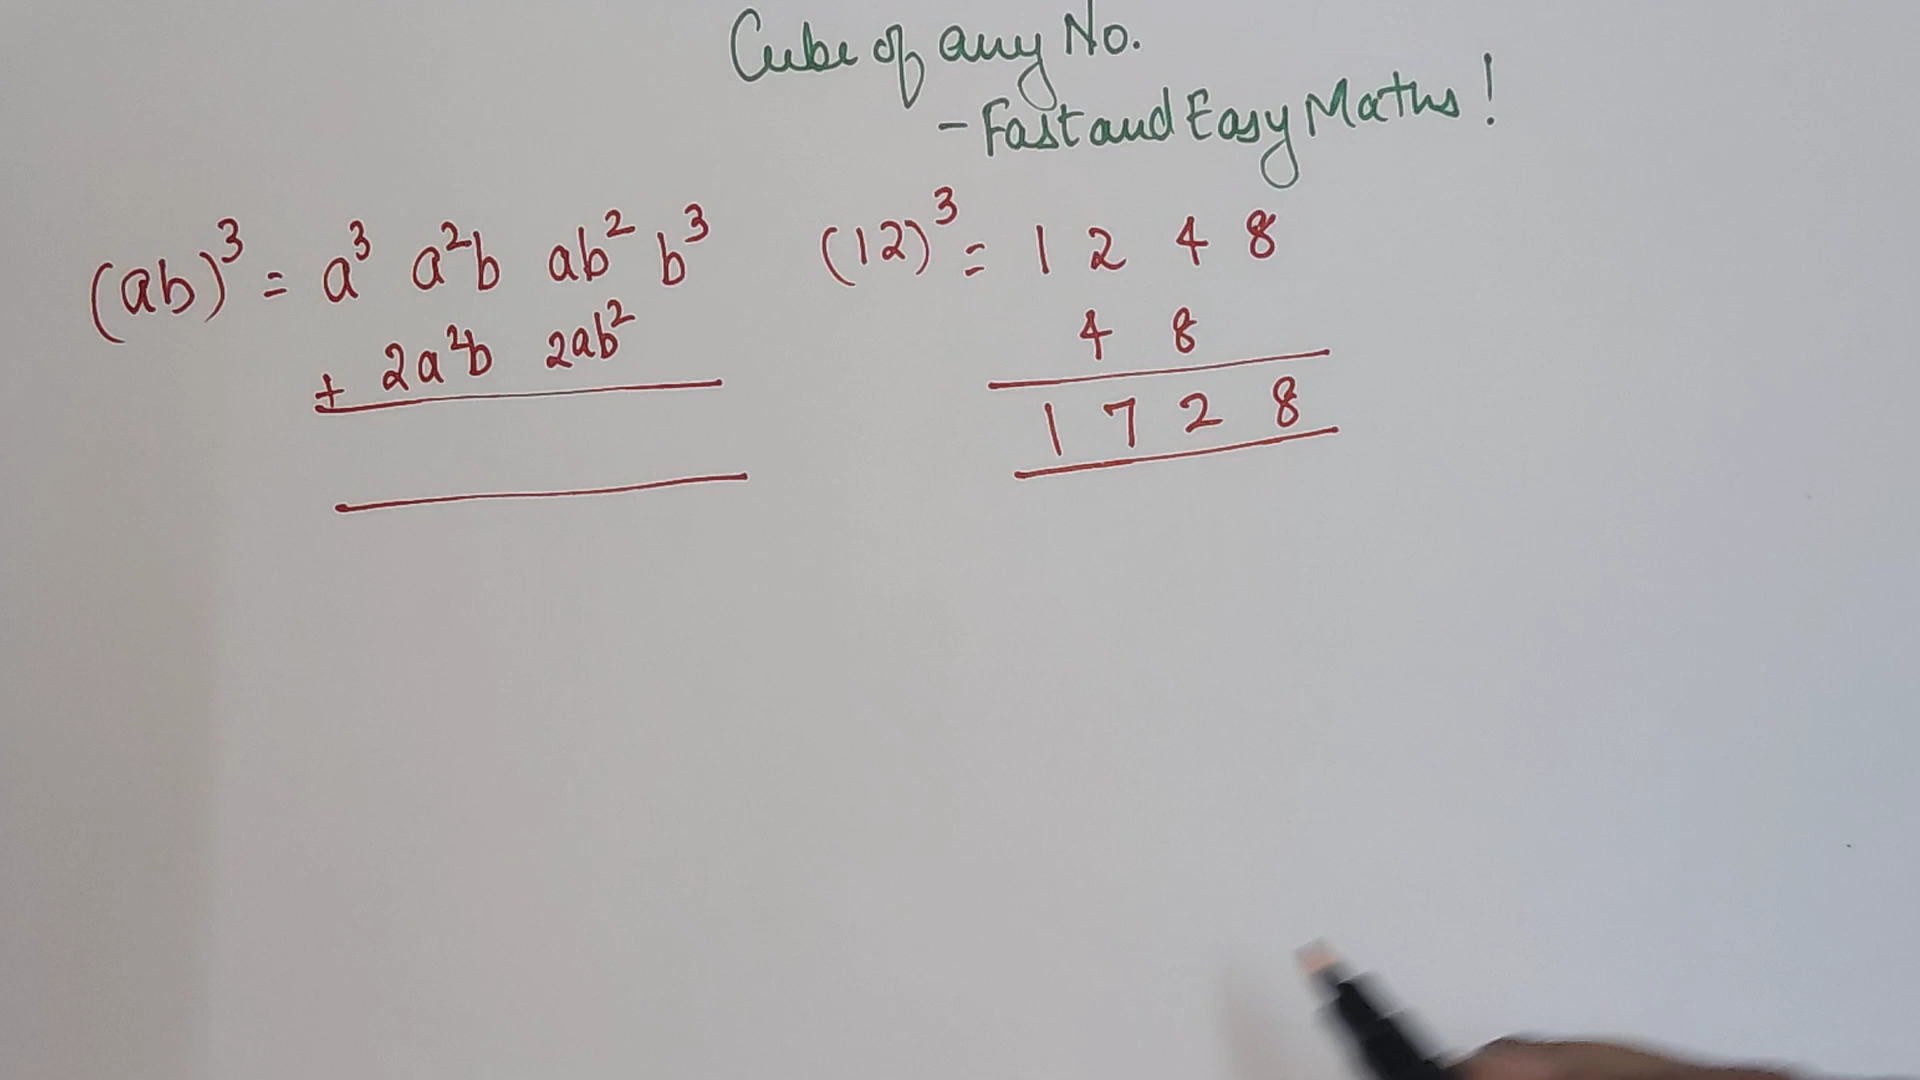 Cube of any No.
- Fast and Easy Maths!
(ab)³ = a³ a²b ab² b³
+ 2a²b 2ab²
(12)³ = 1 2 4 8
4 8
1 7 2 8